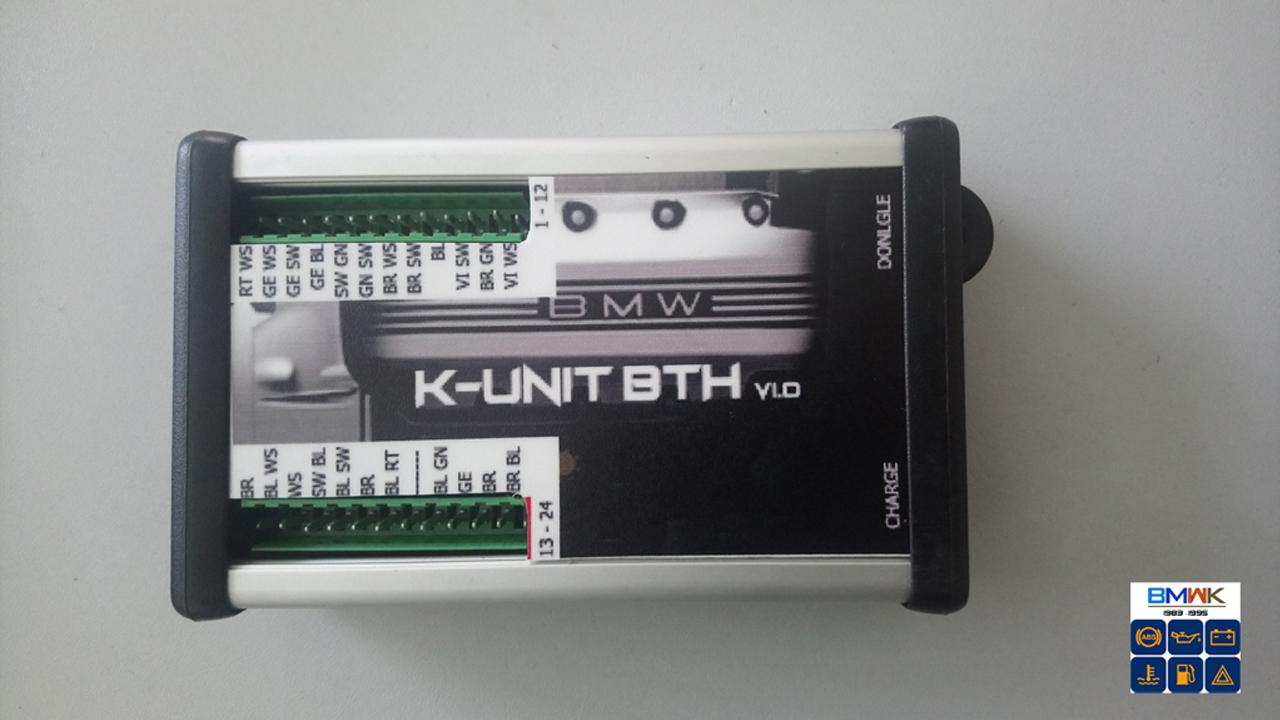 1 - 12
RT WS
GE WS
GE SW
GE BL
SW GN
GN SW
BR WS
BR SW
BL
VI SW
BR GN
VI WS
DONLGLE
BMW
K-UNIT BTH V1.0
BR
BL WS
WS
SW BL
BL SW
BR
BL RT
--------
BL GN
GE
BR
BR BL
13 - 24
CHARGE
BMWK
1983-1995
ABS